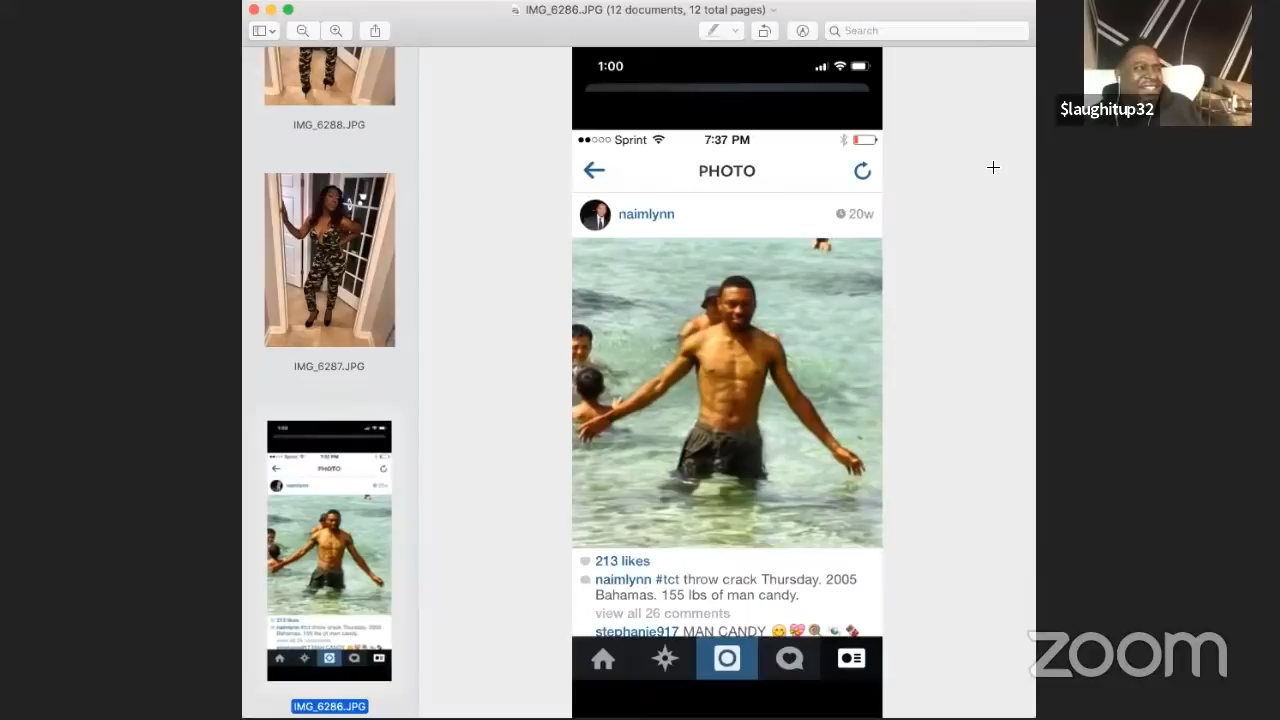 IMG_6286.JPG (12 documents, 12 total pages)
Search
IMG_6288.JPG
IMG_6287.JPG
IMG_6286.JPG
1:00
Sprint 7:37 PM
PHOTO
naimlynn 20w
213 likes
naimlynn #tct throw crack Thursday. 2005
Bahamas. 155 lbs of man candy.
view all 26 comments
stephanie917 MAN CANDY
$laughitup32
zoom